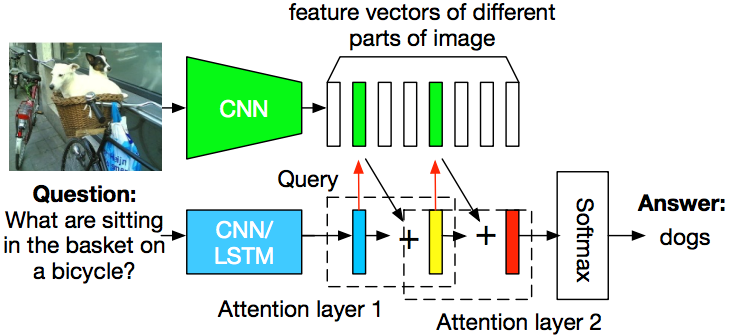 feature vectors of different
parts of image
CNN
Question:
What are sitting
in the basket on
a bicycle?
Query
CNN/
LSTM
+
+
Softmax
Answer:
dogs
Attention layer 1
Attention layer 2